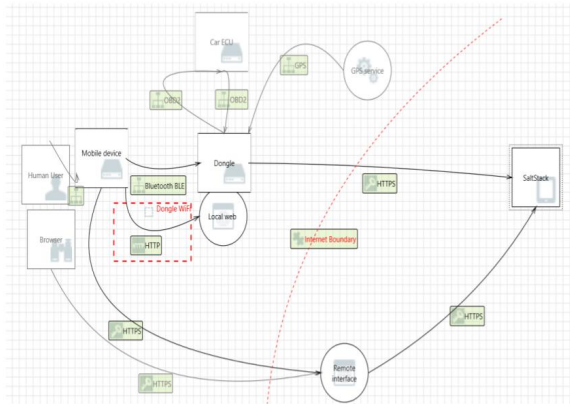 Car ECU
GPS
GPS service
OBD2
OBD2
Mobile device
Dongle
Human User
Bluetooth BLE
SaltStack
HTTPS
Dongle WiFi
Local web
Browser
HTTP
Internet Boundary
HTTPS
HTTPS
Remote
interface
HTTPS